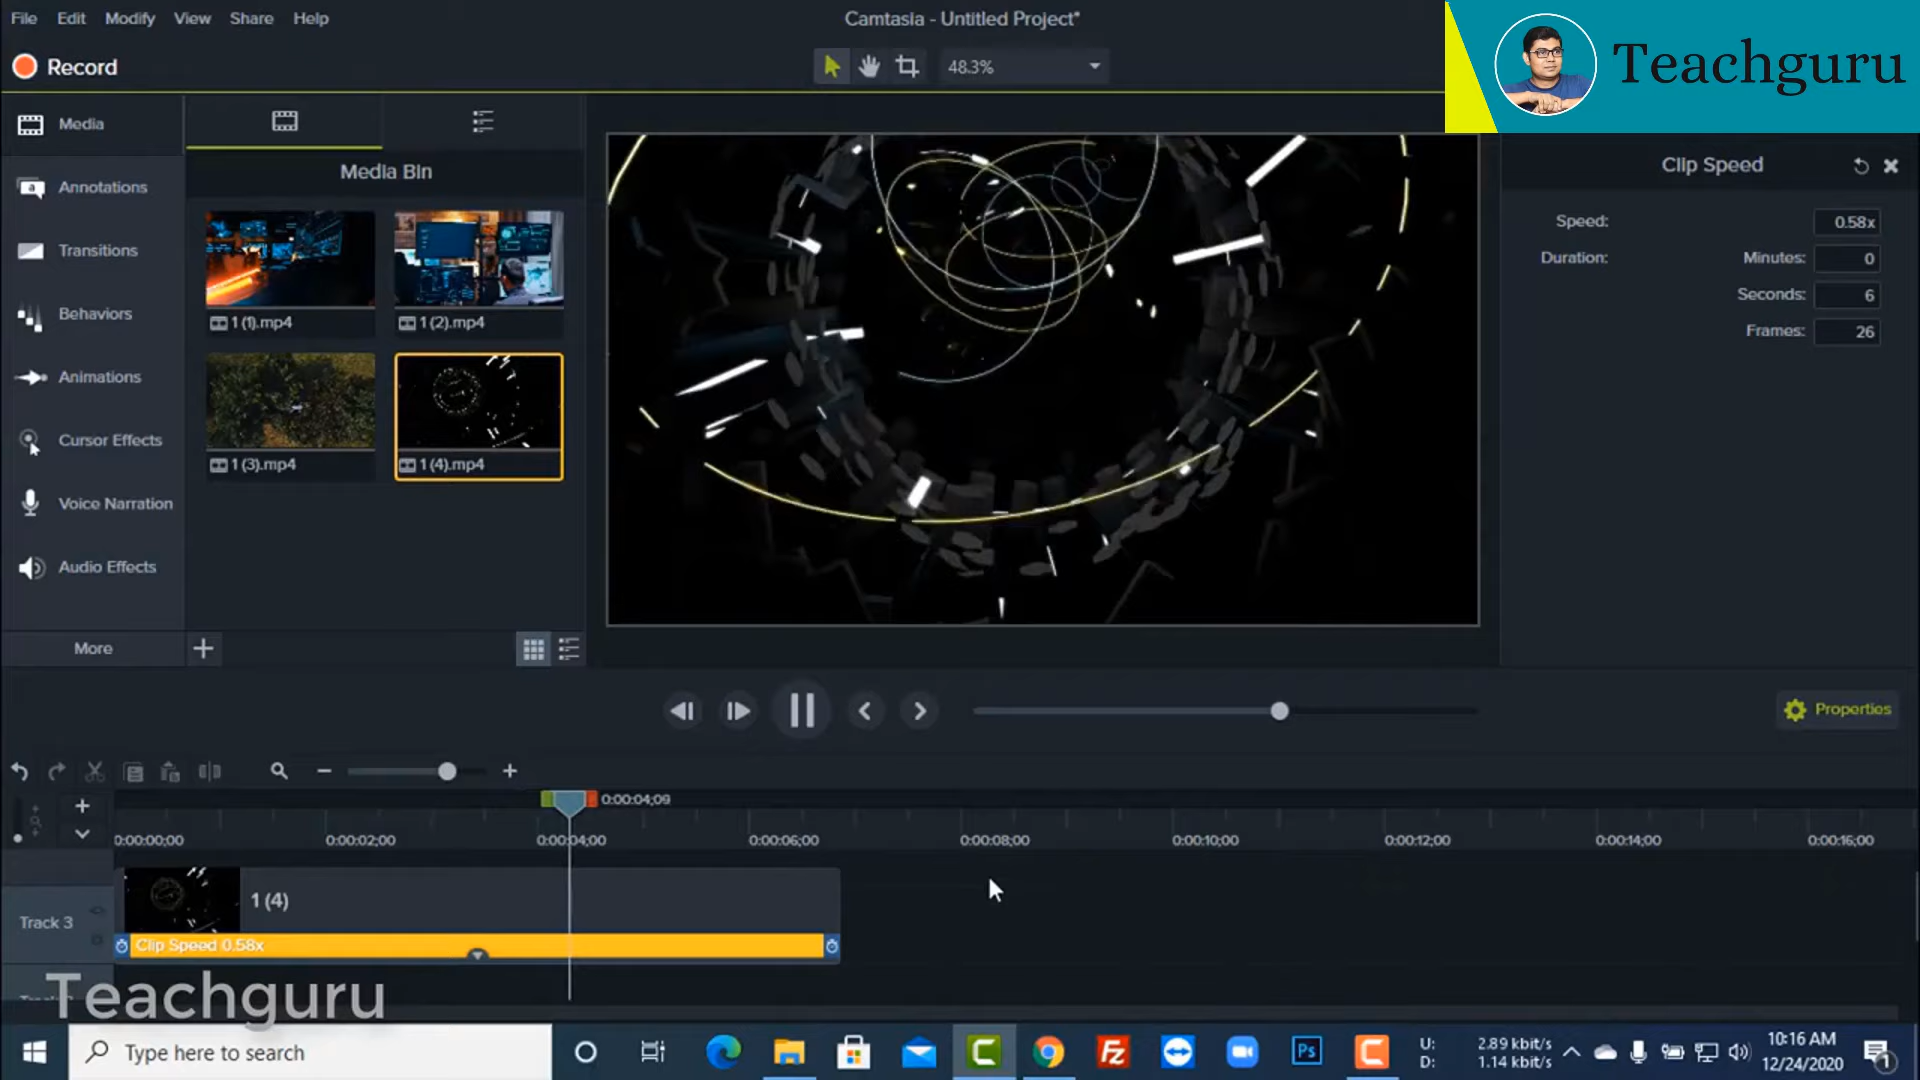 File Edit Modify View Share Help
Camtasia - Untitled Project*
Record
48.3%
Teachguru
Media
Annotations
Transitions
Behaviors
Animations
Cursor Effects
Voice Narration
Audio Effects
More
Media Bin
1 (1).mp4
1 (2).mp4
1 (3).mp4
1 (4).mp4
Clip Speed
Speed: 0.58x
Duration: Minutes: 0
Seconds: 6
Frames: 26
Properties
0:00:04;09
0:00:00;00 0:00:02;00 0:00:04;00 0:00:06;00 0:00:08;00 0:00:10;00 0:00:12;00 0:00:14;00 0:00:16;00
Track 3
1 (4)
Clip Speed 0.58x
Teachguru
Type here to search
U: 2.89 kbit/s
D: 1.14 kbit/s
10:16 AM
12/24/2020
1